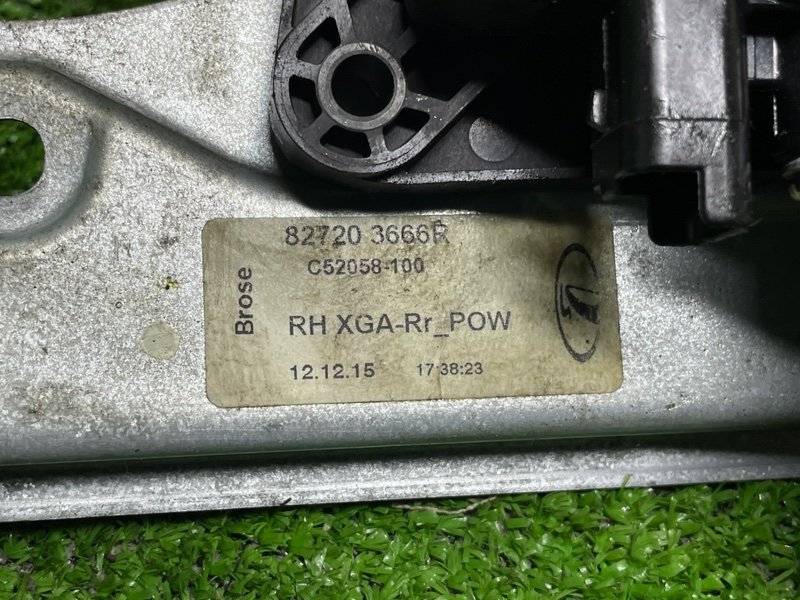 82720 3666R
C52058-100
Brose
RH XGA-Rr_POW
12.12.15 17:38:23